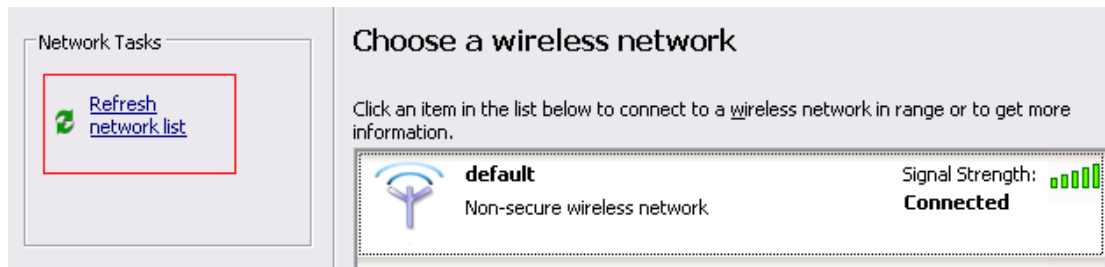 Network Tasks
Refresh
network list
Choose a wireless network
Click an item in the list below to connect to a wireless network in range or to get more
information.
default
Signal Strength:
Non-secure wireless network
Connected